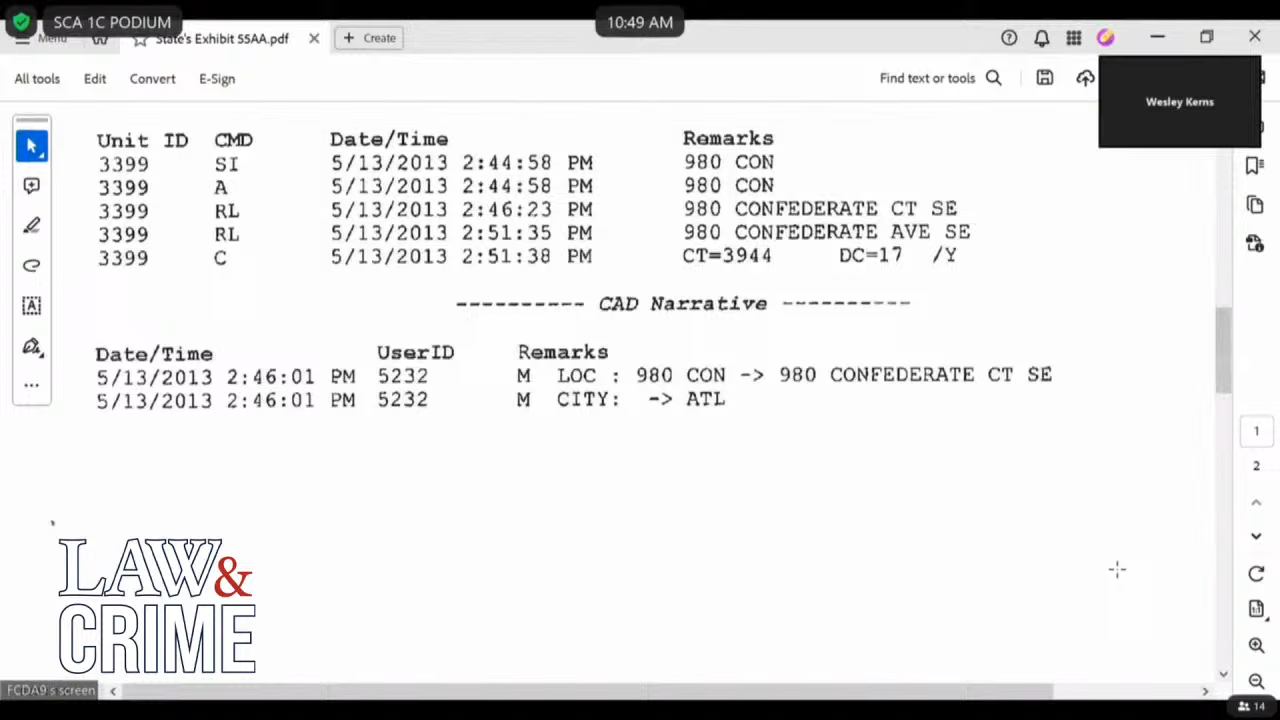 SCA 1C PODIUM
10:49 AM
Menu State's Exhibit 55AA.pdf Create
All tools Edit Convert E-Sign Find text or tools
Wesley Kerns
Unit ID CMD Date/Time Remarks
3399 SI 5/13/2013 2:44:58 PM 980 CON
3399 A 5/13/2013 2:44:58 PM 980 CON
3399 RL 5/13/2013 2:46:23 PM 980 CONFEDERATE CT SE
3399 RL 5/13/2013 2:51:35 PM 980 CONFEDERATE AVE SE
3399 C 5/13/2013 2:51:38 PM CT=3944 DC=17 /Y
---------- CAD Narrative ----------
Date/Time UserID Remarks
5/13/2013 2:46:01 PM 5232 M LOC : 980 CON -> 980 CONFEDERATE CT SE
5/13/2013 2:46:01 PM 5232 M CITY: -> ATL
1
2
LAW&
CRIME
FCDA9's screen
14